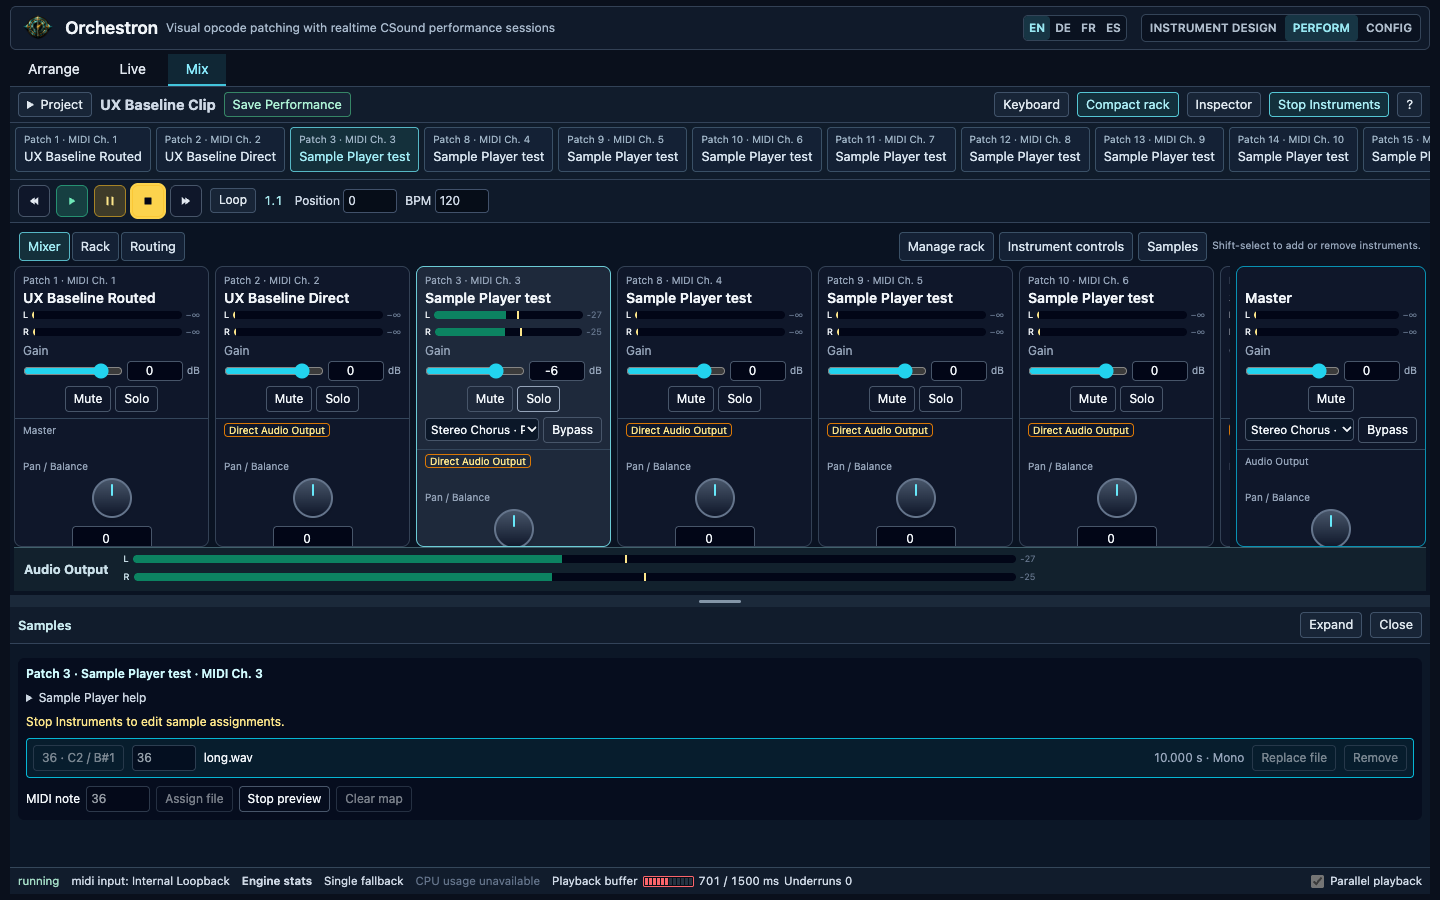 Orchestron Visual opcode patching with realtime CSound performance sessions EN DE FR ES INSTRUMENT DESIGN PERFORM CONFIG
Arrange Live Mix
Project UX Baseline Clip Save Performance Keyboard Compact rack Inspector Stop Instruments ?
Patch 1 · MIDI Ch. 1 Patch 2 · MIDI Ch. 2 Patch 3 · MIDI Ch. 3 Patch 8 · MIDI Ch. 4 Patch 9 · MIDI Ch. 5 Patch 10 · MIDI Ch. 6 Patch 11 · MIDI Ch. 7 Patch 12 · MIDI Ch. 8 Patch 13 · MIDI Ch. 9 Patch 14 · MIDI Ch. 10 Patch 15 ·
UX Baseline Routed UX Baseline Direct Sample Player test Sample Player test Sample Player test Sample Player test Sample Player test Sample Player test Sample Player test Sample Player test Sample P
Loop 1.1 Position 0 BPM 120
Mixer Rack Routing Manage rack Instrument controls Samples Shift-select to add or remove instruments.
Patch 1 · MIDI Ch. 1 Patch 2 · MIDI Ch. 2 Patch 3 · MIDI Ch. 3 Patch 8 · MIDI Ch. 4 Patch 9 · MIDI Ch. 5 Patch 10 · MIDI Ch. 6
UX Baseline Routed UX Baseline Direct Sample Player test Sample Player test Sample Player test Sample Player test Master
L -∞ L -∞ L -27 L -∞ L -∞ L -∞ L -∞
R -∞ R -∞ R -25 R -∞ R -∞ R -∞ R -∞
Gain Gain Gain Gain Gain Gain Gain
0 dB 0 dB -6 dB 0 dB 0 dB 0 dB 0 dB
Mute Solo Mute Solo Mute Solo Mute Solo Mute Solo Mute Solo Mute
Master Direct Audio Output Stereo Chorus · Bypass Direct Audio Output Direct Audio Output Direct Audio Output Stereo Chorus · Bypass
Direct Audio Output Audio Output
Pan / Balance Pan / Balance Pan / Balance Pan / Balance Pan / Balance Pan / Balance Pan / Balance
0 0 0 0 0
Audio Output L -27
R -25
Samples Expand Close
Patch 3 · Sample Player test · MIDI Ch. 3
Sample Player help
Stop Instruments to edit sample assignments.
36 · C2 / B#1 36 long.wav 10.000 s · Mono Replace file Remove
MIDI note 36 Assign file Stop preview Clear map
running midi input: Internal Loopback Engine stats Single fallback CPU usage unavailable Playback buffer 701 / 1500 ms Underruns 0 Parallel playback